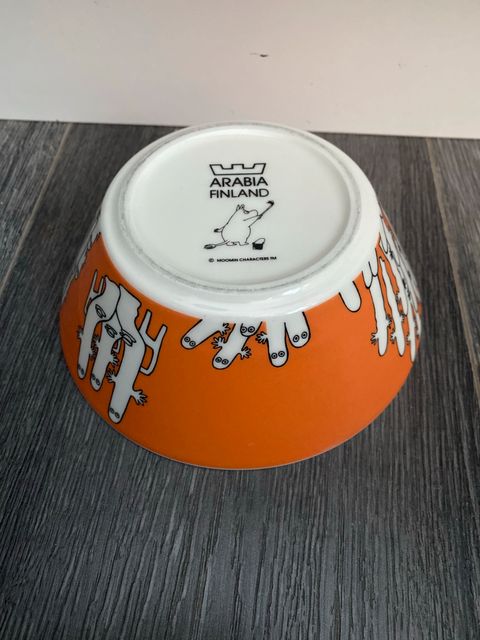 ARABIA
FINLAND
© MOOMIN CHARACTERS ™